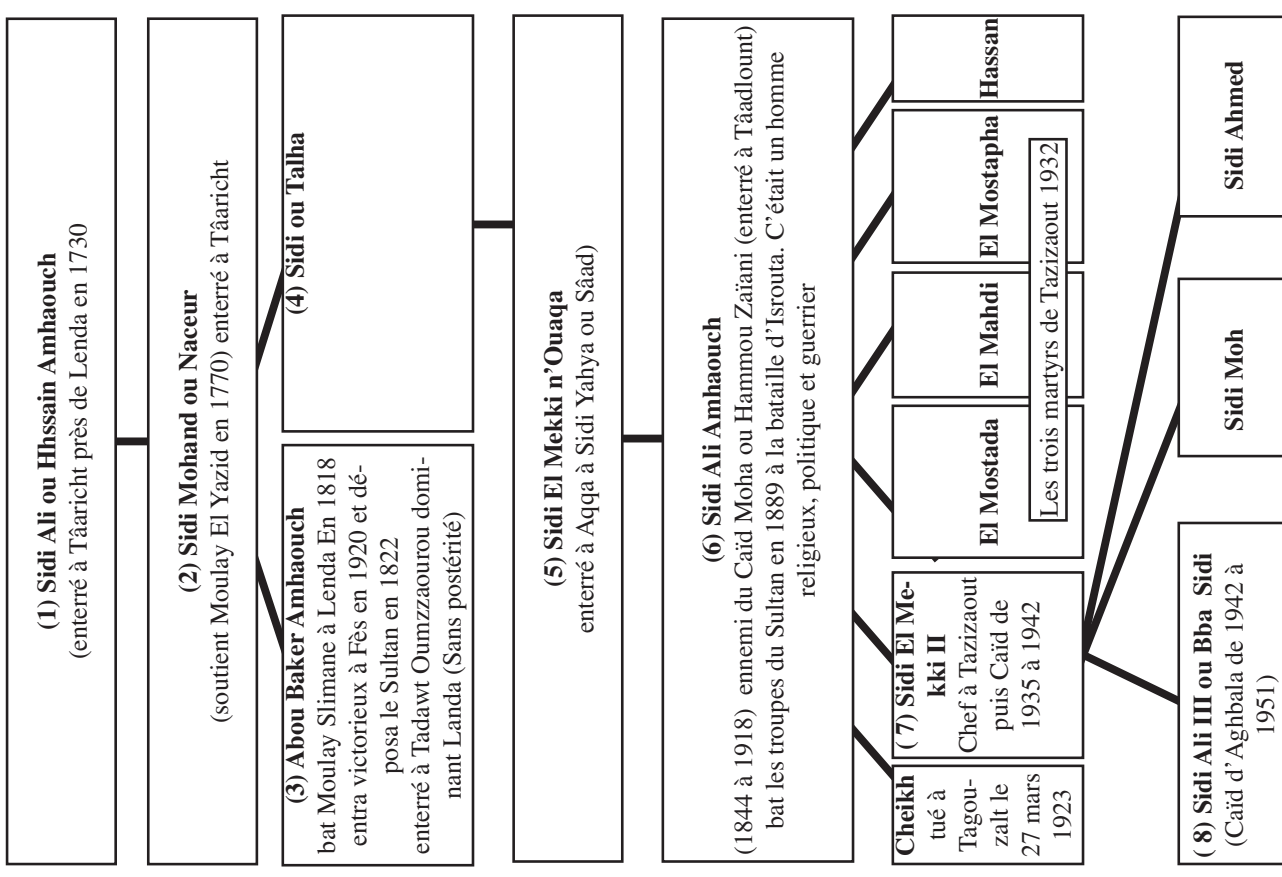 (1) Sidi Ali ou Hhssain Amhaouch
(enterré à Tâaricht près de Lenda en 1730
(2) Sidi Mohand ou Naceur
(soutient Moulay El Yazid en 1770) enterré à Tâaricht
(3) Abou Baker Amhaouch
bat Moulay Slimane à Lenda En 1818
entra victorieux à Fès en 1920 et dé-
posa le Sultan en 1822
enterré à Tadawt Oumzzaourou domi-
nant Landa (Sans postérité)
(4) Sidi ou Talha
(5) Sidi El Mekki n’Ouaqa
enterré à Aqqa à Sidi Yahya ou Sâad)
(6) Sidi Ali Amhaouch
(1844 à 1918) ennemi du Caïd Moha ou Hammou Zaïani (enterré à Tâadlount)
bat les troupes du Sultan en 1889 à la bataille d’Isrouta. C’était un homme
religieux, politique et guerrier
Cheikh
tué à
Tagou-
zalt le
27 mars
1923
( 7) Sidi El Me-
kki II
Chef à Tazizaout
puis Caïd de
1935 à 1942
El Mostada
El Mahdi
El Mostapha
Hassan
Les trois martyrs de Tazizaout 1932
( 8) Sidi Ali III ou Bba Sidi
(Caïd d’Aghbala de 1942 à
1951)
Sidi Moh
Sidi Ahmed